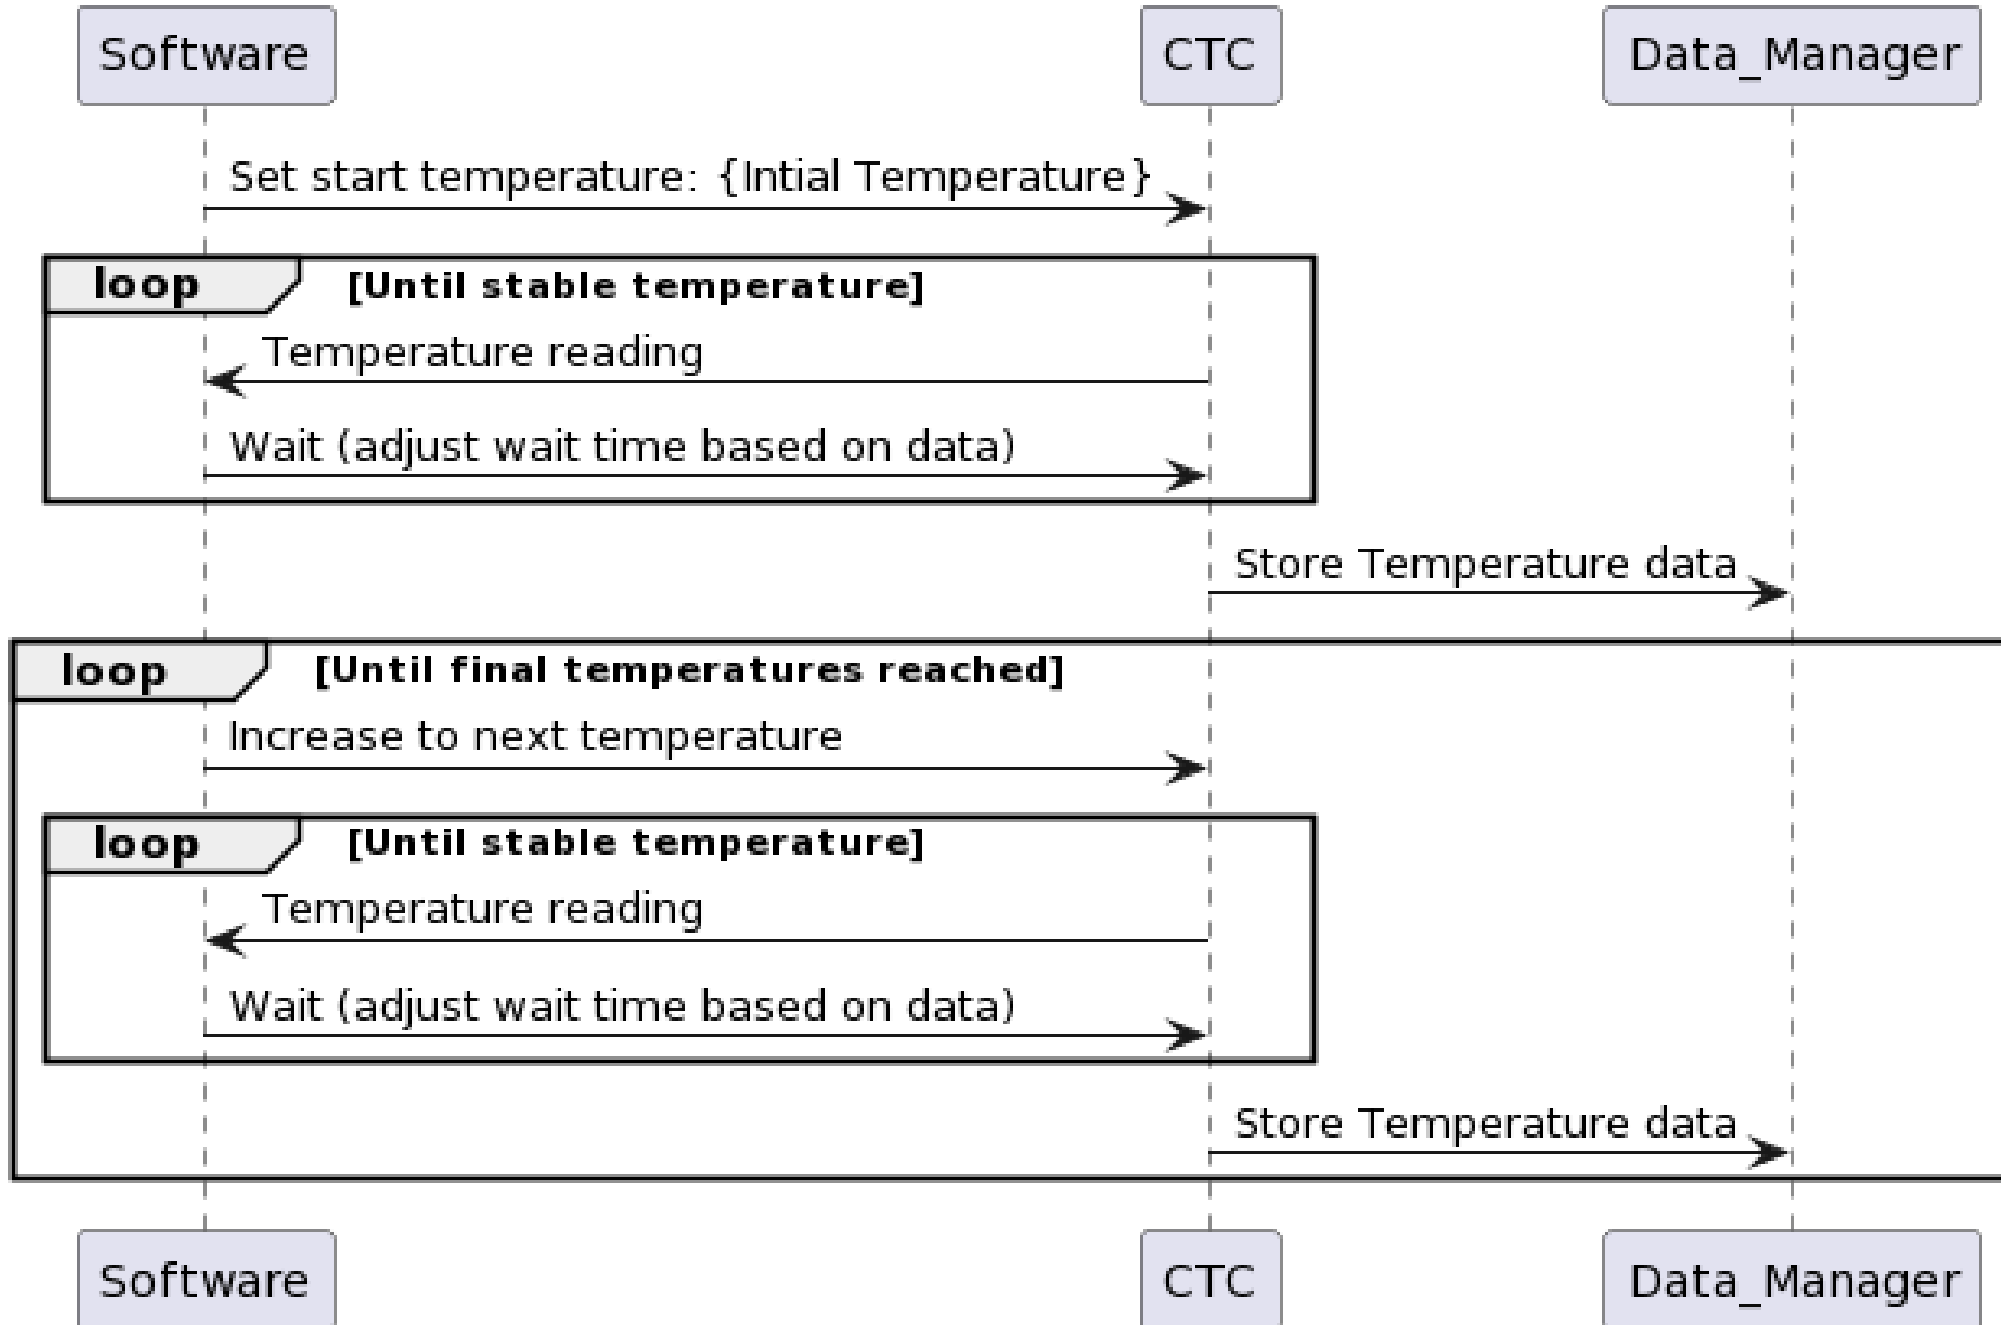 Software CTC Data_Manager
Set start temperature: {Intial Temperature}
loop [Until stable temperature]
Temperature reading
Wait (adjust wait time based on data)
Store Temperature data
loop [Until final temperatures reached]
Increase to next temperature
loop [Until stable temperature]
Temperature reading
Wait (adjust wait time based on data)
Store Temperature data
Software CTC Data_Manager